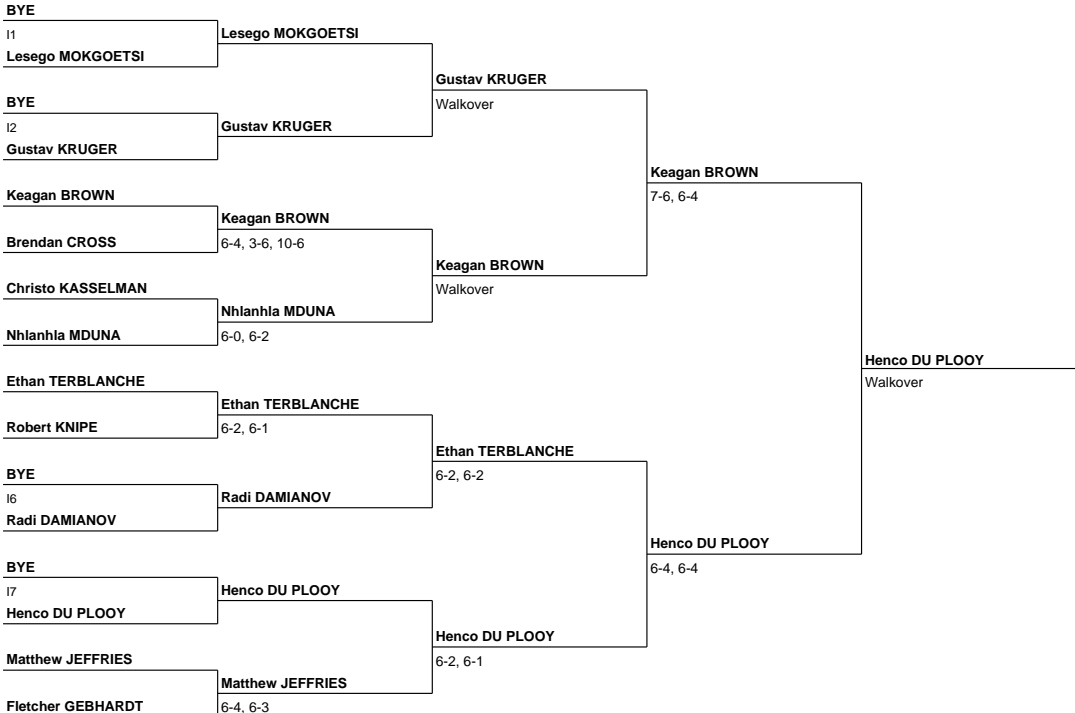 BYE
I1
Lesego MOKGOETSI
BYE
I2
Gustav KRUGER
Keagan BROWN
Brendan CROSS
Christo KASSELMAN
Nhlanhla MDUNA
Ethan TERBLANCHE
Robert KNIPE
BYE
I6
Radi DAMIANOV
BYE
I7
Henco DU PLOOY
Matthew JEFFRIES
Fletcher GEBHARDT
Lesego MOKGOETSI
Gustav KRUGER
Keagan BROWN
6-4, 3-6, 10-6
Nhlanhla MDUNA
6-0, 6-2
Ethan TERBLANCHE
6-2, 6-1
Radi DAMIANOV
Henco DU PLOOY
Matthew JEFFRIES
6-4, 6-3
Gustav KRUGER
Walkover
Keagan BROWN
Walkover
Ethan TERBLANCHE
6-2, 6-2
Henco DU PLOOY
6-2, 6-1
Keagan BROWN
7-6, 6-4
Henco DU PLOOY
6-4, 6-4
Henco DU PLOOY
Walkover